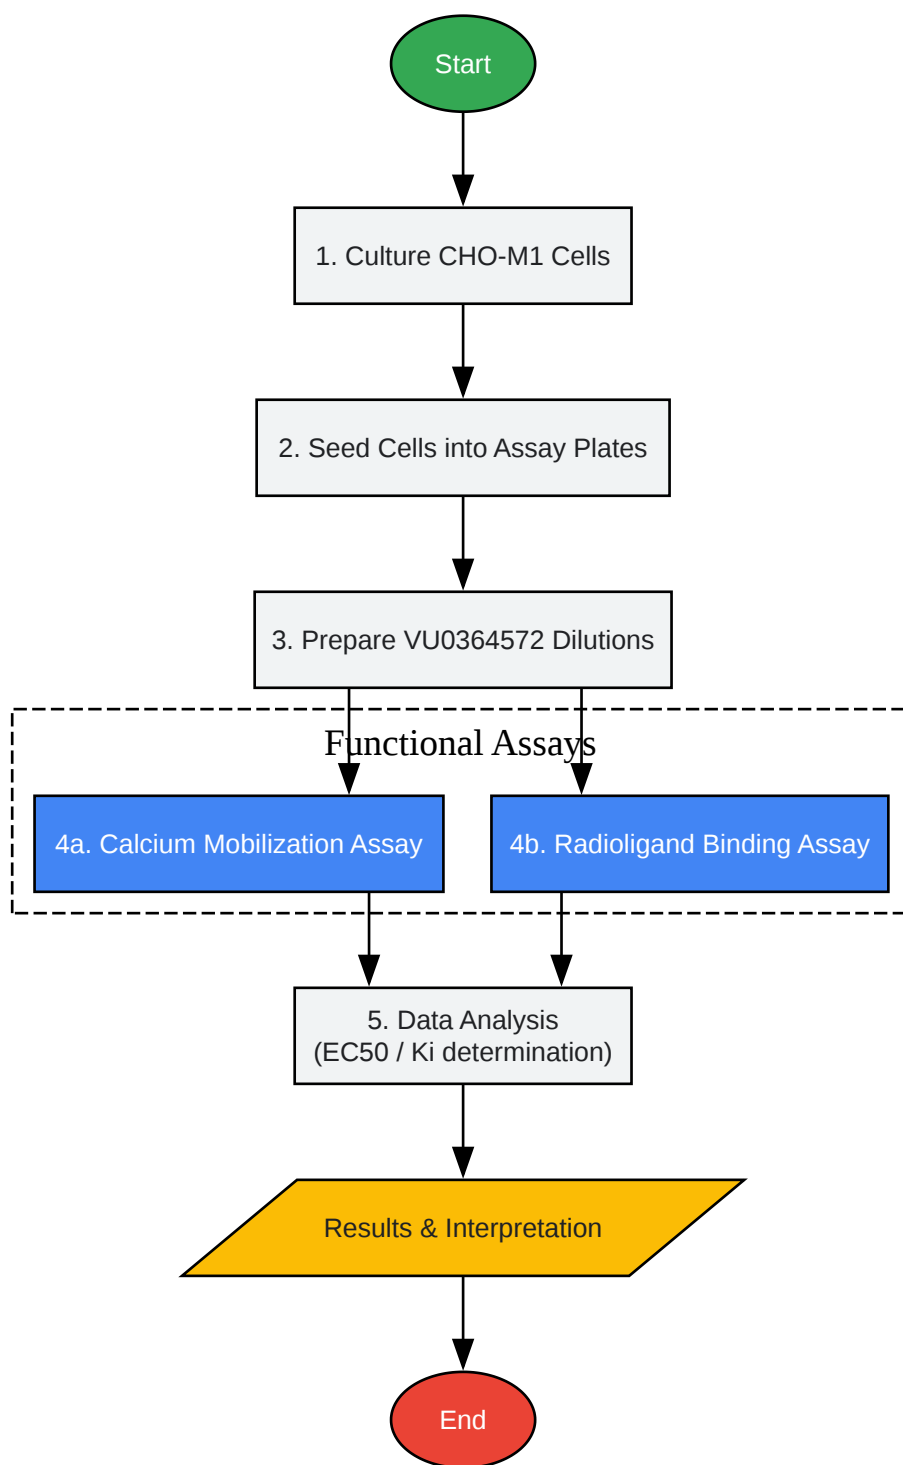 Start
1. Culture CHO-M1 Cells
2. Seed Cells into Assay Plates
3. Prepare VU0364572 Dilutions
Functional Assays
4a. Calcium Mobilization Assay
4b. Radioligand Binding Assay
5. Data Analysis
(EC50 / Ki determination)
Results & Interpretation
End